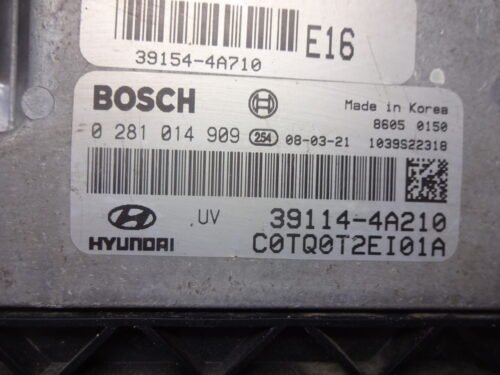 E16
39154-4A710
BOSCH
Made in Korea
8605 0150
0 281 014 909 254 08-03-21 1039S22318
UV 39114-4A210
HYUNDAI C0TQ0T2EI01A